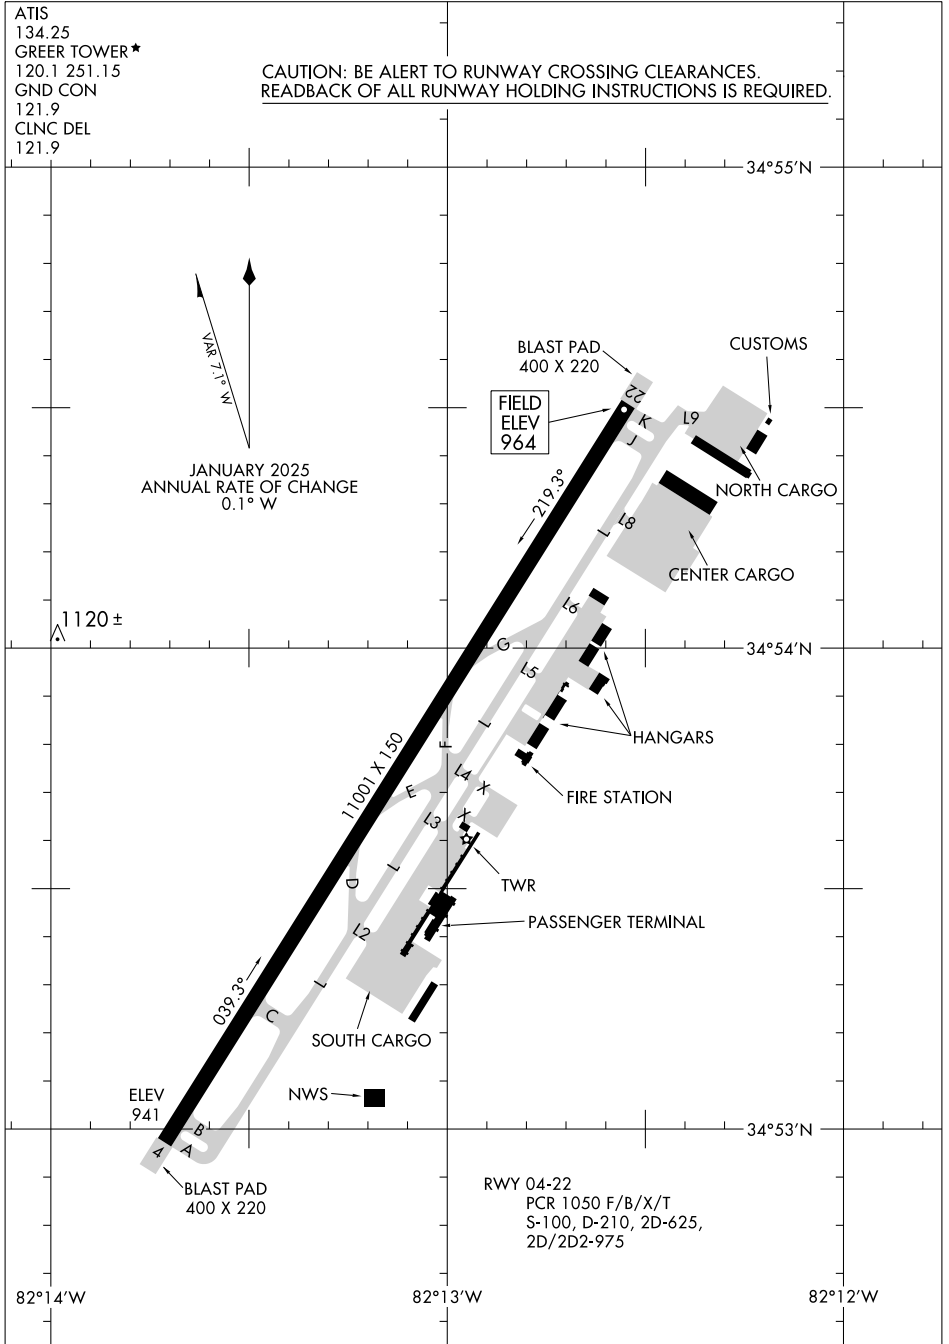 ATIS
134.25
GREER TOWER★
120.1 251.15
GND CON
121.9
CLNC DEL
121.9
CAUTION: BE ALERT TO RUNWAY CROSSING CLEARANCES.
READBACK OF ALL RUNWAY HOLDING INSTRUCTIONS IS REQUIRED.
34°55'N
VAR 7.1° W
JANUARY 2025
ANNUAL RATE OF CHANGE
0.1° W
BLAST PAD
400 X 220
CUSTOMS
FIELD
ELEV
964
22
K
J
L9
NORTH CARGO
219.3°
L
L8
CENTER CARGO
1120 ±
L6
34°54'N
G
L5
L
F
HANGARS
11001 X 150
L4
X
E
FIRE STATION
L3
X
L
TWR
D
PASSENGER TERMINAL
L2
039.3°
L
C
SOUTH CARGO
NWS
ELEV
941
B
A
4
34°53'N
BLAST PAD
400 X 220
RWY 04-22
PCR 1050 F/B/X/T
S-100, D-210, 2D-625,
2D/2D2-975
82°14'W
82°13'W
82°12'W